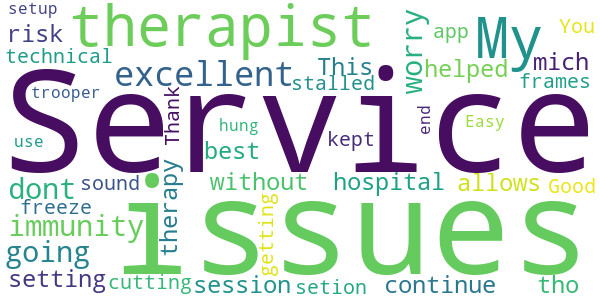 setup
risk
therapist
My
You
app
technical
excellent
This
worry
helped
mich
stalled
frames
Service
trooper
Thank
hung
kept
end
Easy
use
best
dont
sound
therapy
without
hospital
allows
Good
freeze
immunity
issues
going
getting
setting
cutting
session
setion
continue
tho